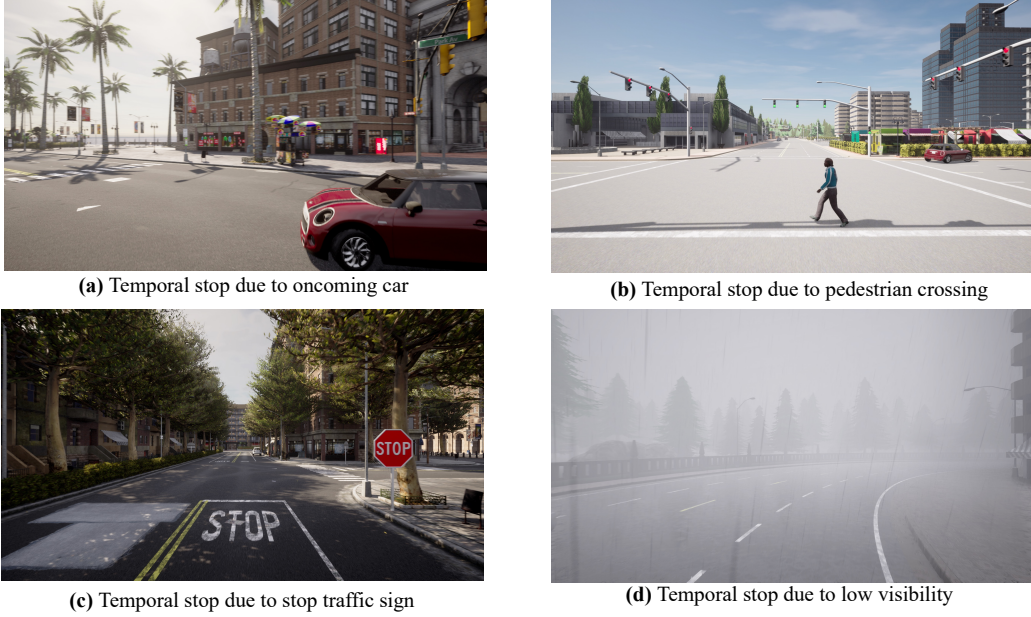 (a) Temporal stop due to oncoming car
(b) Temporal stop due to pedestrian crossing
STOP
STOP
(c) Temporal stop due to stop traffic sign
(d) Temporal stop due to low visibility